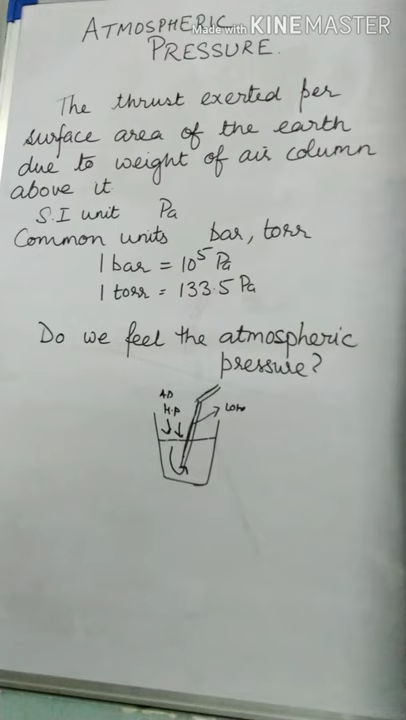 ATMOSPHERIC
Made with KINEMASTER
PRESSURE.
The thrust exerted per
surface area of the earth
due to weight of air column
above it.
S.I unit Pa
Common units bar, torr
1 bar = 10⁵ Pa
1 torr = 133.5 Pa
Do we feel the atmospheric
pressure?
H.P
Low